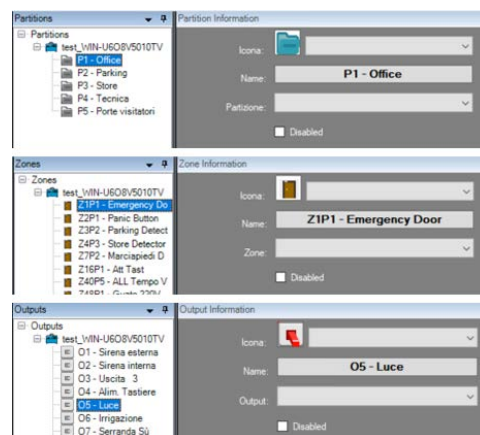 Partitions
Partitions
test_WIN-U6O8V5010TV
P1 - Office
P2 - Parking
P3 - Store
P4 - Tecnica
P5 - Porte visitatori
Partition Information
Icona:
Name:
P1 - Office
Partizione:
Disabled
Zones
Zones
test_WIN-U6O8V5010TV
Z1P1 - Emergency Do
Z2P1 - Panic Button
Z3P2 - Parking Detect
Z4P3 - Store Detector
Z7P2 - Marciapiedi D
Z16P1 - Att Tast
Z40P5 - ALL Tempo V
Z48P1 - Guato 220V
Zone Information
Icona:
Name:
Z1P1 - Emergency Door
Zone:
Disabled
Outputs
Outputs
test_WIN-U6O8V5010TV
O1 - Sirena esterna
O2 - Sirena interna
O3 - Uscita 3
O4 - Alim. Tastiere
O5 - Luce
O6 - Irrigazione
O7 - Serranda Sù
Output Information
Icona:
Name:
O5 - Luce
Output:
Disabled